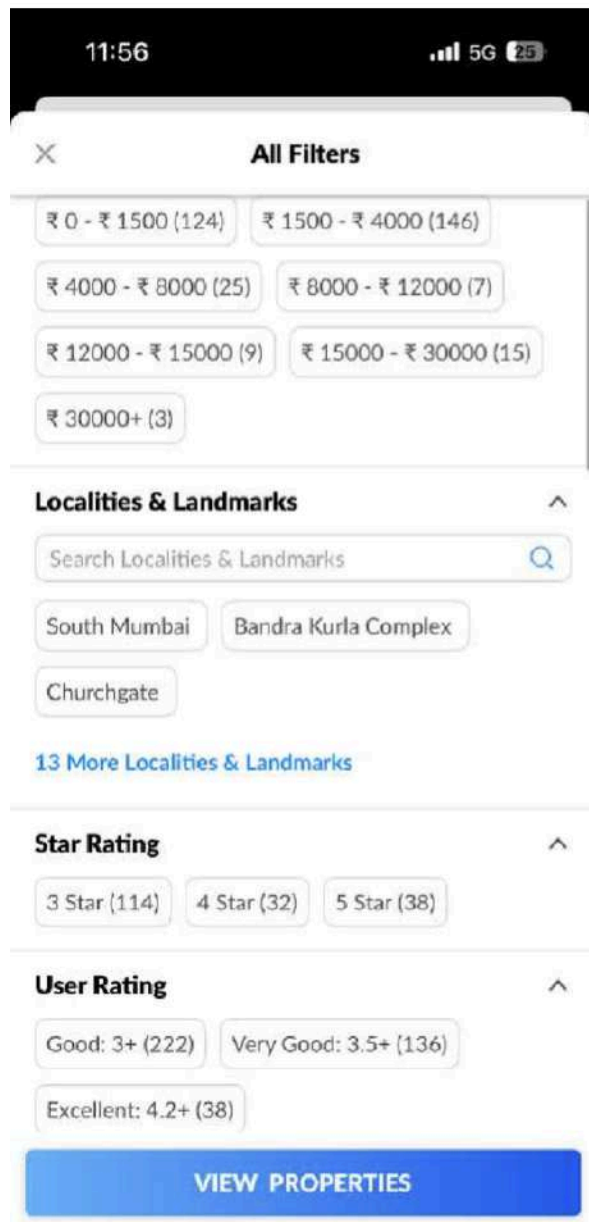 11:56 5G 25
All Filters
₹ 0 - ₹ 1500 (124) ₹ 1500 - ₹ 4000 (146)
₹ 4000 - ₹ 8000 (25) ₹ 8000 - ₹ 12000 (7)
₹ 12000 - ₹ 15000 (9) ₹ 15000 - ₹ 30000 (15)
₹ 30000+ (3)
Localities & Landmarks
Search Localities & Landmarks
South Mumbai Bandra Kurla Complex
Churchgate
13 More Localities & Landmarks
Star Rating
3 Star (114) 4 Star (32) 5 Star (38)
User Rating
Good: 3+ (222) Very Good: 3.5+ (136)
Excellent: 4.2+ (38)
VIEW PROPERTIES